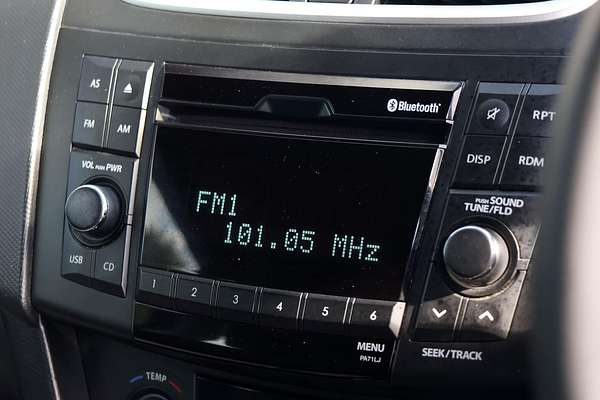 AS
FM
AM
VOL PUSH PWR
USB
CD
Bluetooth
FM1
101.05 MHz
1 2 3 4 5 6
MENU
PA71LJ
RPT
DISP
RDM
PUSH SOUND
TUNE/FLD
SEEK/TRACK
TEMP